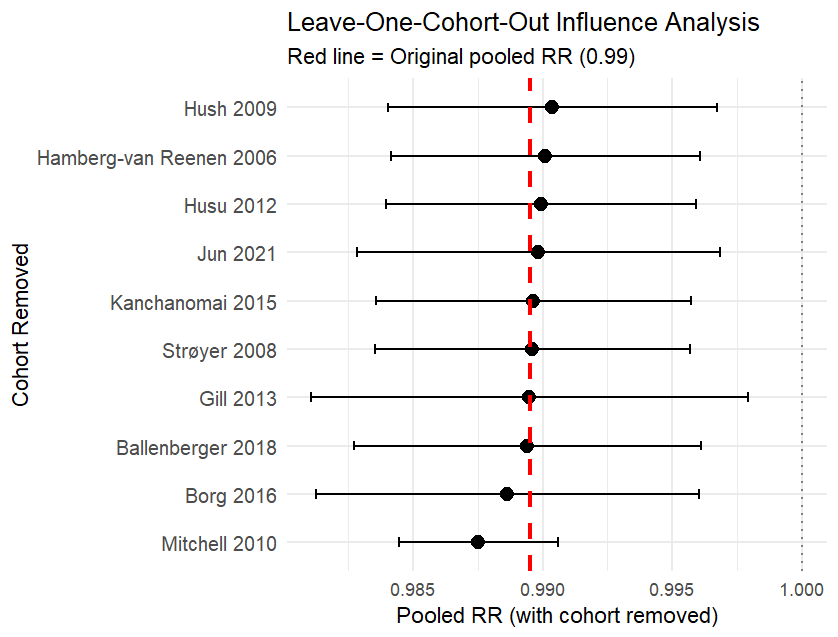 Leave-One-Cohort-Out Influence Analysis
Red line = Original pooled RR (0.99)
Cohort Removed
Hush 2009
Hamberg-van Reenen 2006
Husu 2012
Jun 2021
Kanchanomai 2015
Strøyer 2008
Gill 2013
Ballenberger 2018
Borg 2016
Mitchell 2010
0.985 0.990 0.995 1.000
Pooled RR (with cohort removed)